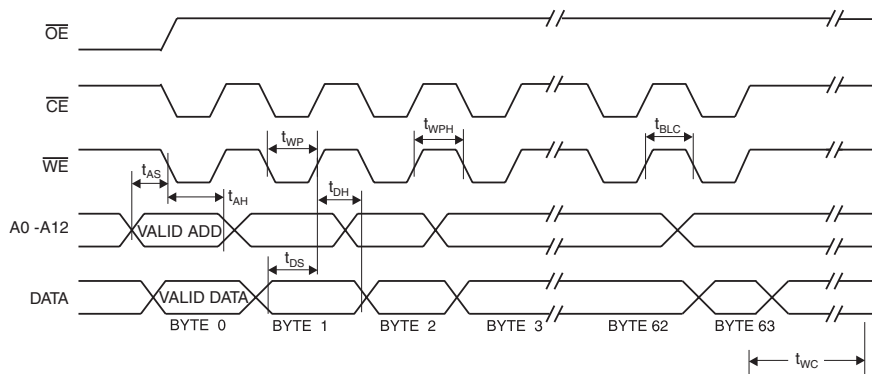 OE
CE
tWP
tWPH
tBLC
WE
tAS
tAH
tDH
A0 -A12
VALID ADD
tDS
DATA
VALID DATA
BYTE 0
BYTE 1
BYTE 2
BYTE 3
BYTE 62
BYTE 63
tWC